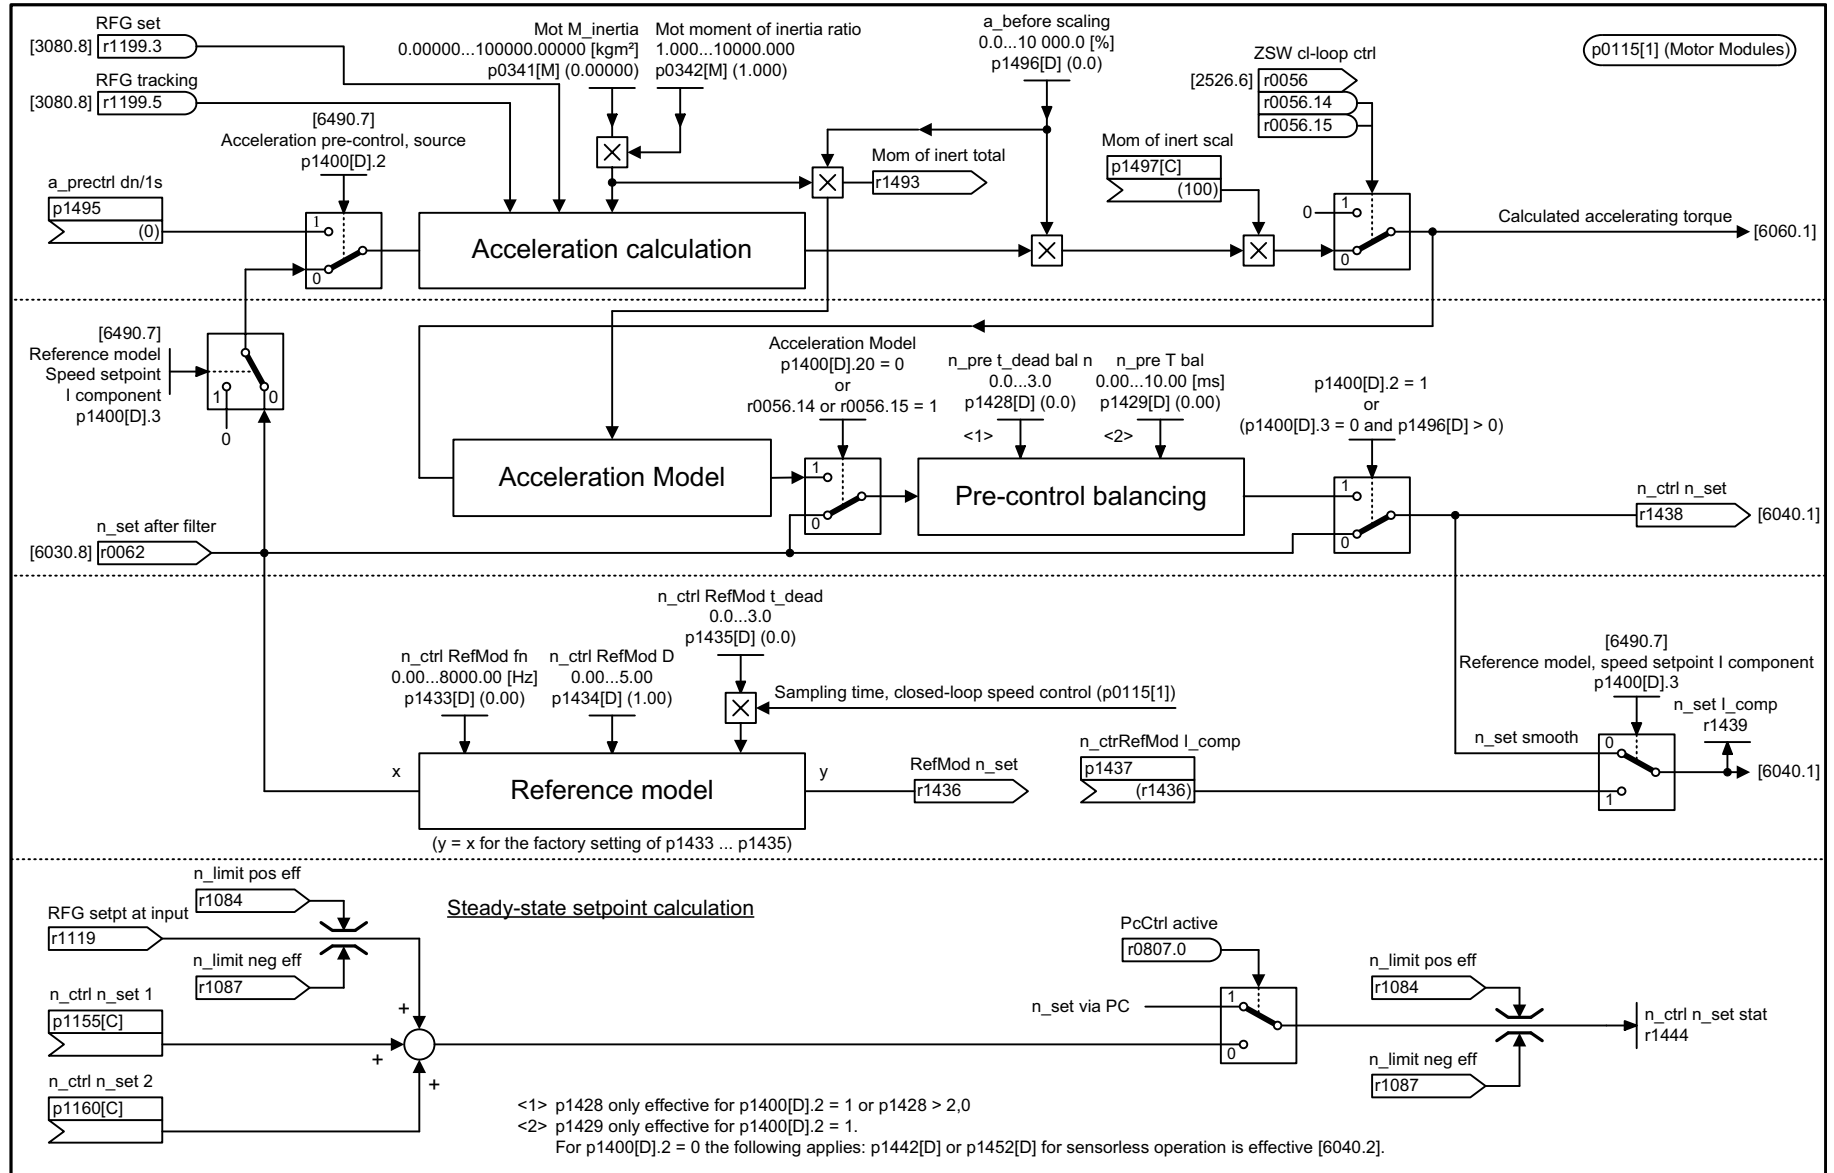 RFG set
[3080.8] r1199.3
RFG tracking
[3080.8] r1199.5
Mot M_inertia
0.00000...100000.00000 [kgm²]
p0341[M] (0.00000)
Mot moment of inertia ratio
1.000...10000.000
p0342[M] (1.000)
a_before scaling
0.0...10 000.0 [%]
p1496[D] (0.0)
ZSW cl-loop ctrl
[2526.6] r0056
r0056.14
r0056.15
p0115[1] (Motor Modules)
[6490.7]
Acceleration pre-control, source
p1400[D].2
a_prectrl dn/1s
p1495
(0)
1
0
Acceleration calculation
Mom of inert total
r1493
Mom of inert scal
p1497[C]
(100)
1
0
0
Calculated accelerating torque
[6060.1]
[6490.7]
Reference model
Speed setpoint
I component
p1400[D].3
1
0
0
Acceleration Model
p1400[D].20 = 0
or
r0056.14 or r0056.15 = 1
n_pre t_dead bal n
0.0...3.0
p1428[D] (0.0)
<1>
n_pre T bal
0.00...10.00 [ms]
p1429[D] (0.00)
<2>
p1400[D].2 = 1
or
(p1400[D].3 = 0 and p1496[D] > 0)
Acceleration Model
1
0
Pre-control balancing
1
0
n_ctrl n_set
r1438
[6040.1]
n_set after filter
[6030.8] r0062
n_ctrl RefMod t_dead
0.0...3.0
p1435[D] (0.0)
n_ctrl RefMod fn
0.00...8000.00 [Hz]
p1433[D] (0.00)
n_ctrl RefMod D
0.00...5.00
p1434[D] (1.00)
Sampling time, closed-loop speed control (p0115[1])
[6490.7]
Reference model, speed setpoint I component
p1400[D].3
n_set I_comp
r1439
n_set smooth
0
1
[6040.1]
x
Reference model
y
RefMod n_set
r1436
n_ctrRefMod I_comp
p1437
(r1436)
(y = x for the factory setting of p1433 ... p1435)
Steady-state setpoint calculation
n_limit pos eff
r1084
RFG setpt at input
r1119
n_limit neg eff
r1087
n_ctrl n_set 1
p1155[C]
n_ctrl n_set 2
p1160[C]
+
+
+
PcCtrl active
r0807.0
n_set via PC
1
0
n_limit pos eff
r1084
n_limit neg eff
r1087
n_ctrl n_set stat
r1444
<1> p1428 only effective for p1400[D].2 = 1 or p1428 > 2,0
<2> p1429 only effective for p1400[D].2 = 1.
For p1400[D].2 = 0 the following applies: p1442[D] or p1452[D] for sensorless operation is effective [6040.2].